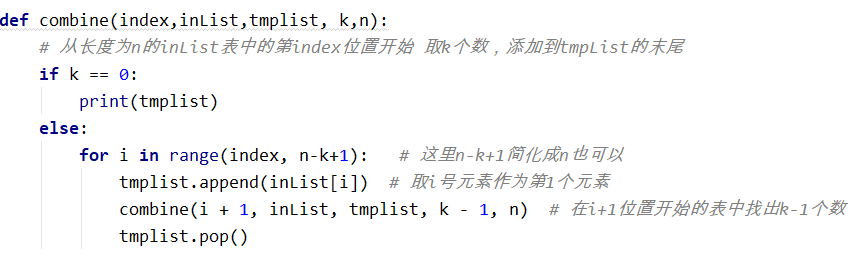 def combine(index,inList,tmplist, k,n):
    # 从长度为n的inList表中的第index位置开始 取k个数，添加到tmpList的末尾
    if k == 0:
        print(tmplist)
    else:
        for i in range(index, n-k+1):   # 这里n-k+1简化成n也可以
            tmplist.append(inList[i])  # 取i号元素作为第1个元素
            combine(i + 1, inList, tmplist, k - 1, n)  # 在i+1位置开始的表中找出k-1个数
            tmplist.pop()